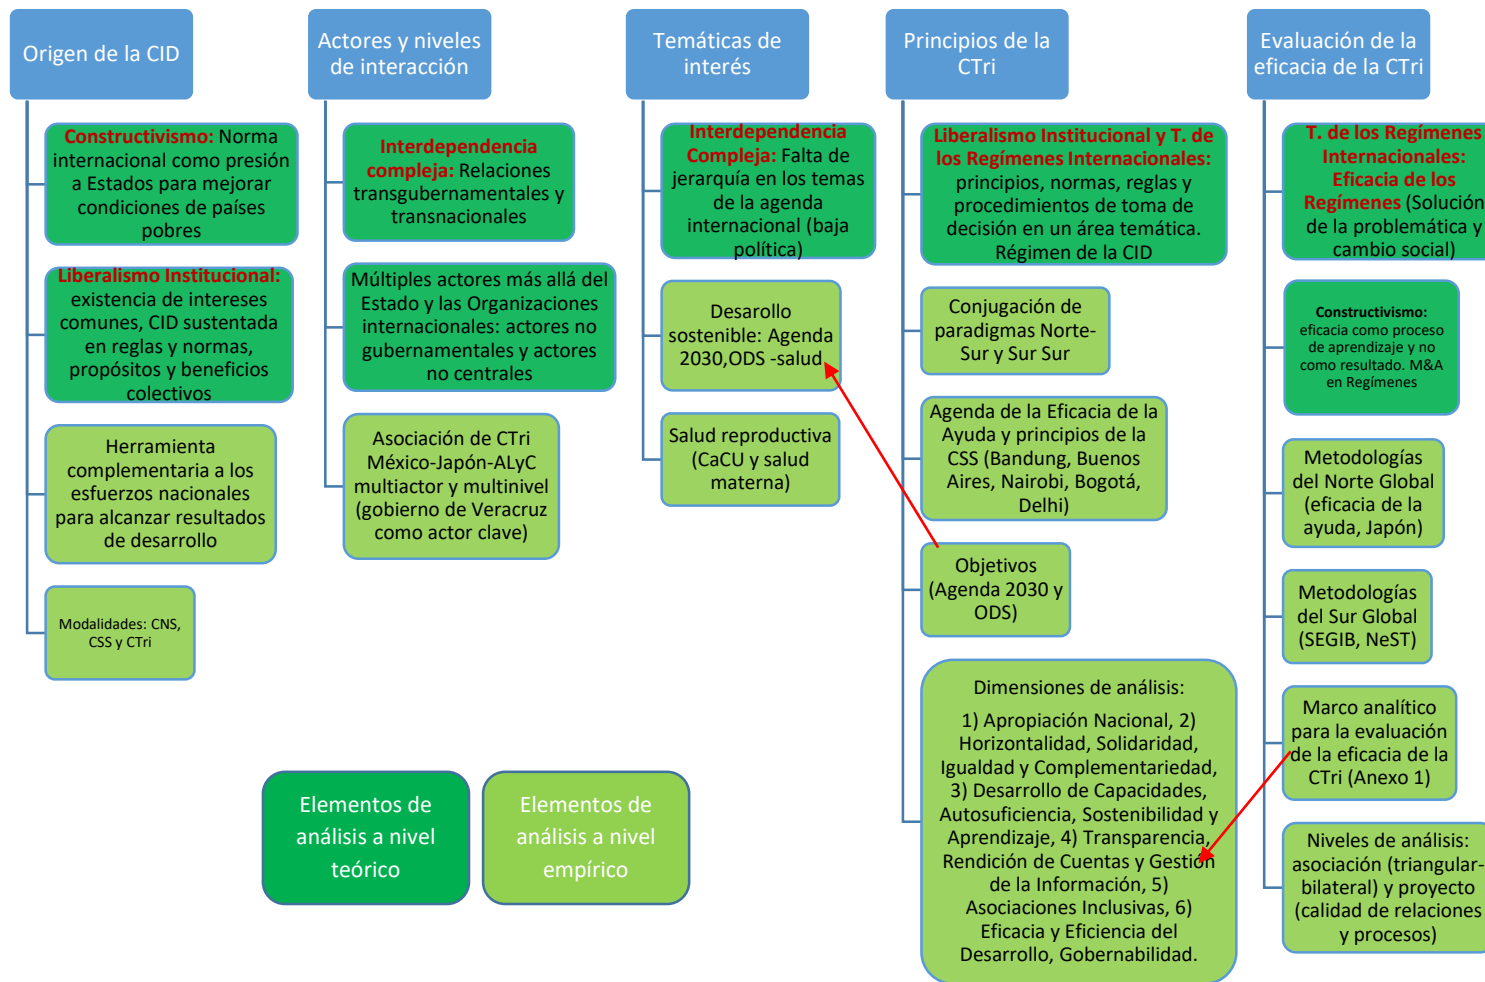 Origen de la CID
Constructivismo: Norma
internacional como presión
a Estados para mejorar
condiciones de países
pobres
Liberalismo Institucional:
existencia de intereses
comunes, CID sustentada
en reglas y normas,
propósitos y beneficios
colectivos
Herramienta
complementaria a los
esfuerzos nacionales
para alcanzar resultados
de desarrollo
Modalidades: CNS,
CSS y CTri
Actores y niveles
de interacción
Interdependencia
compleja: Relaciones
transgubernamentales y
transnacionales
Múltiples actores más allá del
Estado y las Organizaciones
internacionales: actores no
gubernamentales y actores
no centrales
Asociación de CTri
México-Japón-ALyC
multiactor y multinivel
(gobierno de Veracruz
como actor clave)
Temáticas de
interés
Interdependencia
Compleja: Falta de
jerarquía en los temas
de la agenda
internacional (baja
política)
Desarollo
sostenible: Agenda
2030,ODS -salud
Salud reproductiva
(CaCU y salud
materna)
Principios de la
CTri
Liberalismo Institucional y T. de
los Regímenes Internacionales:
principios, normas, reglas y
procedimientos de toma de
decisión en un área temática.
Régimen de la CID
Conjugación de
paradigmas Norte-
Sur y Sur Sur
Agenda de la Eficacia de la
Ayuda y principios de la
CSS (Bandung, Buenos
Aires, Nairobi, Bogotá,
Delhi)
Objetivos
(Agenda 2030 y
ODS)
Dimensiones de análisis:
1) Apropiación Nacional, 2)
Horizontalidad, Solidaridad,
Igualdad y Complementariedad,
3) Desarrollo de Capacidades,
Autosuficiencia, Sostenibilidad y
Aprendizaje, 4) Transparencia,
Rendición de Cuentas y Gestión
de la Información, 5)
Asociaciones Inclusivas, 6)
Eficacia y Eficiencia del
Desarrollo, Gobernabilidad.
Evaluación de la
eficacia de la CTri
T. de los Regímenes
Internacionales:
Eficacia de los
Regímenes (Solución
de la problemática y
cambio social)
Constructivismo:
eficacia como proceso
de aprendizaje y no
como resultado. M&A
en Regímenes
Metodologías
del Norte Global
(eficacia de la
ayuda, Japón)
Metodologías
del Sur Global
(SEGIB, NeST)
Marco analítico
para la evaluación
de la eficacia de la
CTri (Anexo 1)
Niveles de análisis:
asociación (triangular-
bilateral) y proyecto
(calidad de relaciones
y procesos)
Elementos de
análisis a nivel
teórico
Elementos de
análisis a nivel
empírico